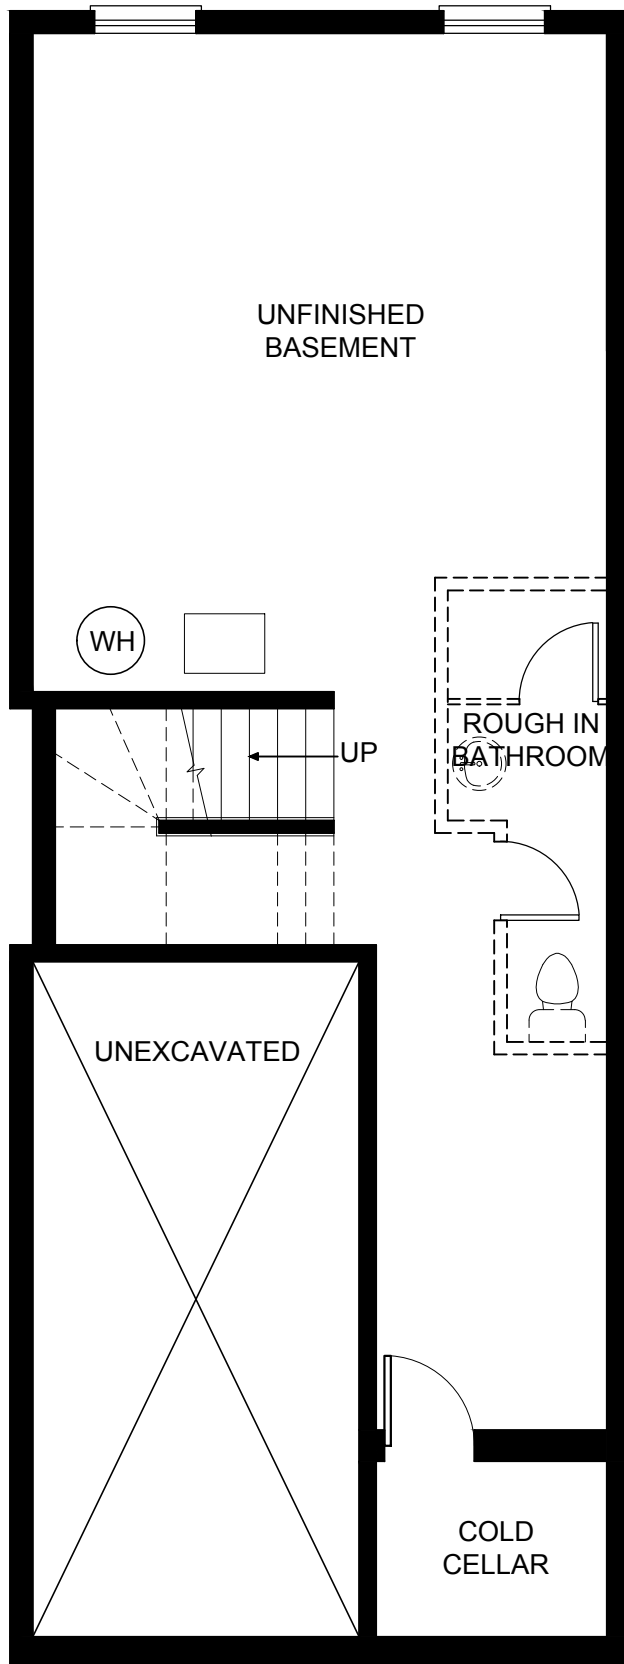 UNFINISHED
BASEMENT
WH
ROUGH IN
BATHROOM
UP
UNEXCAVATED
COLD
CELLAR